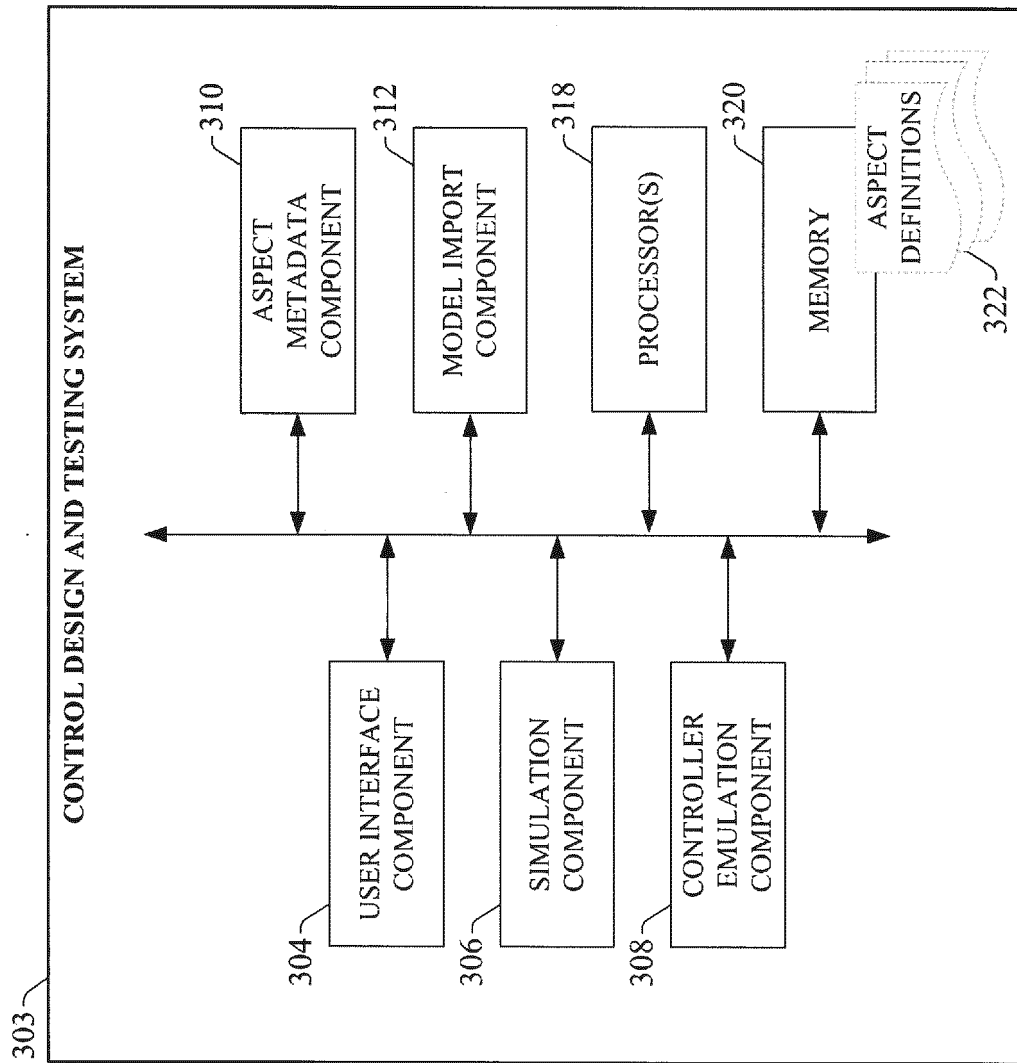 303
CONTROL DESIGN AND TESTING SYSTEM
304
USER INTERFACE
COMPONENT
306
SIMULATION
COMPONENT
308
CONTROLLER
EMULATION
COMPONENT
310
ASPECT
METADATA
COMPONENT
312
MODEL IMPORT
COMPONENT
318
PROCESSOR(S)
320
MEMORY
ASPECT
DEFINITIONS
322